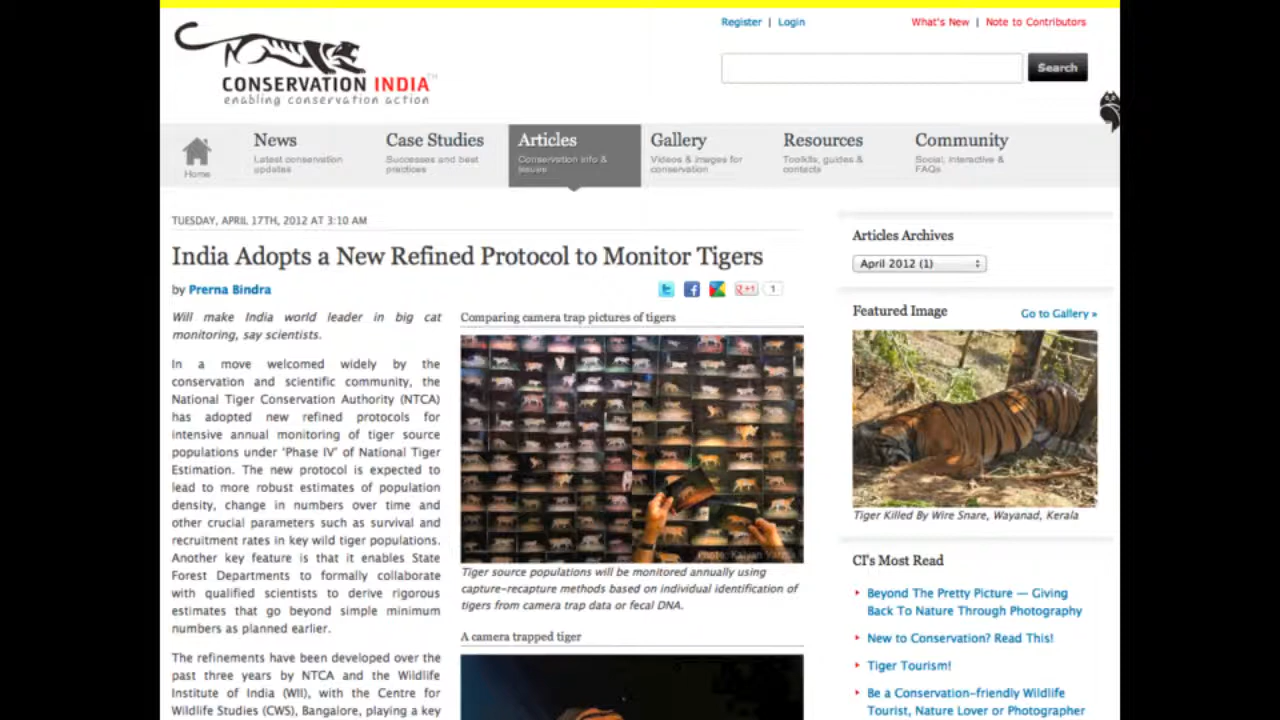 Register | Login
What's New | Note to Contributors
Search
CONSERVATION INDIA™
enabling conservation action
Home
News
Latest conservation
updates
Case Studies
Successes and best
practices
Articles
Conservation info &
issues
Gallery
Videos & images for
conservation
Resources
Toolkits, guides &
contacts
Community
Social, interactive &
FAQs
TUESDAY, APRIL 17TH, 2012 AT 3:10 AM
India Adopts a New Refined Protocol to Monitor Tigers
by Prerna Bindra
g +1 1
Will make India world leader in big cat
monitoring, say scientists.
In a move welcomed widely by the
conservation and scientific community, the
National Tiger Conservation Authority (NTCA)
has adopted new refined protocols for
intensive annual monitoring of tiger source
populations under 'Phase IV' of National Tiger
Estimation. The new protocol is expected to
lead to more robust estimates of population
density, change in numbers over time and
other crucial parameters such as survival and
recruitment rates in key wild tiger populations.
Another key feature is that it enables State
Forest Departments to formally collaborate
with qualified scientists to derive rigorous
estimates that go beyond simple minimum
numbers as planned earlier.
The refinements have been developed over the
past three years by NTCA and the Wildlife
Institute of India (WII), with the Centre for
Wildlife Studies (CWS), Bangalore, playing a key
Comparing camera trap pictures of tigers
Photo: Kalyan Varma
Tiger source populations will be monitored annually using
capture-recapture methods based on individual identification of
tigers from camera trap data or fecal DNA.
A camera trapped tiger
Articles Archives
April 2012 (1)
Featured Image
Go to Gallery »
Tiger Killed By Wire Snare, Wayanad, Kerala
CI's Most Read
Beyond The Pretty Picture — Giving
Back To Nature Through Photography
New to Conservation? Read This!
Tiger Tourism!
Be a Conservation-friendly Wildlife
Tourist, Nature Lover or Photographer